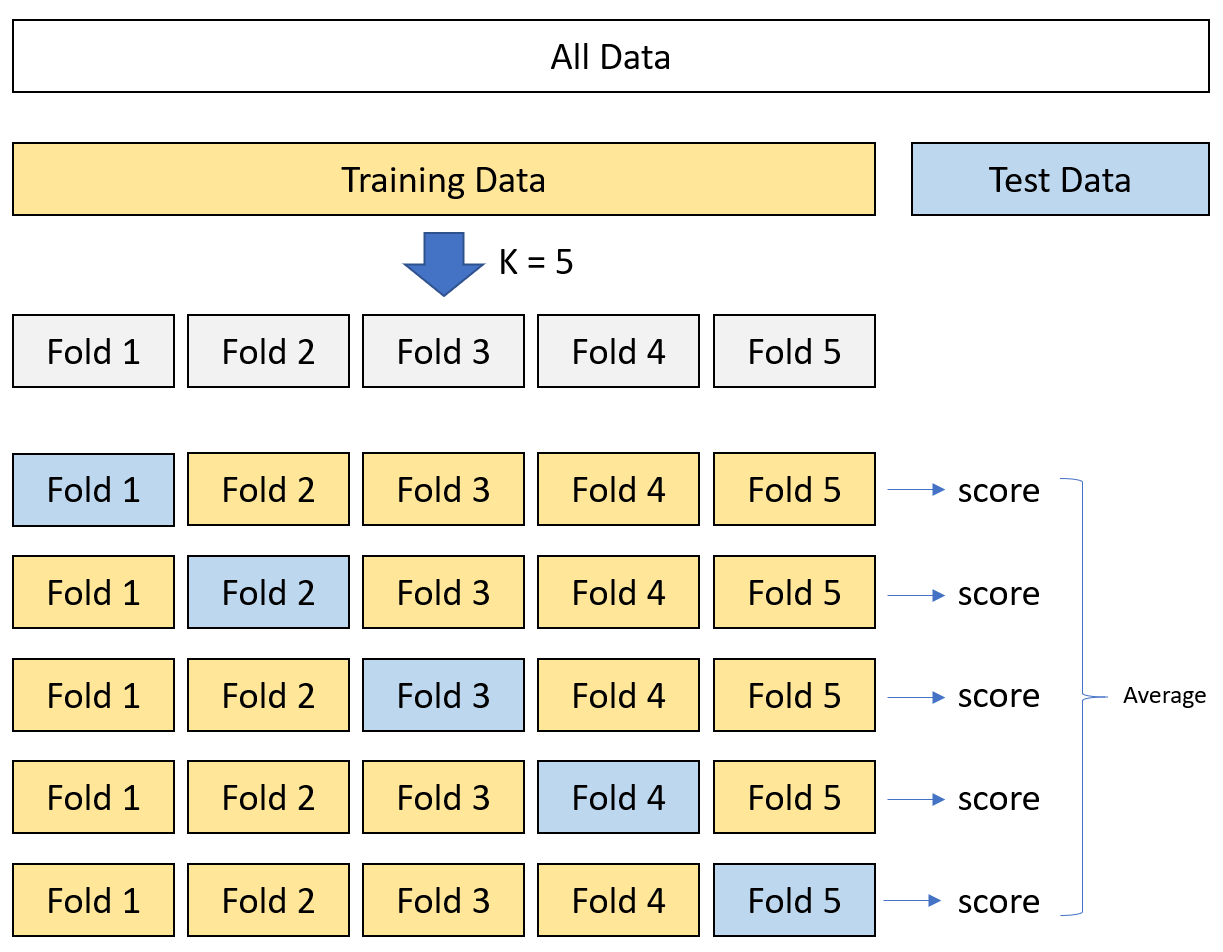 All Data
Training Data Test Data
K = 5
Fold 1 Fold 2 Fold 3 Fold 4 Fold 5
Fold 1 Fold 2 Fold 3 Fold 4 Fold 5 score
Fold 1 Fold 2 Fold 3 Fold 4 Fold 5 score
Fold 1 Fold 2 Fold 3 Fold 4 Fold 5 score Average
Fold 1 Fold 2 Fold 3 Fold 4 Fold 5 score
Fold 1 Fold 2 Fold 3 Fold 4 Fold 5 score